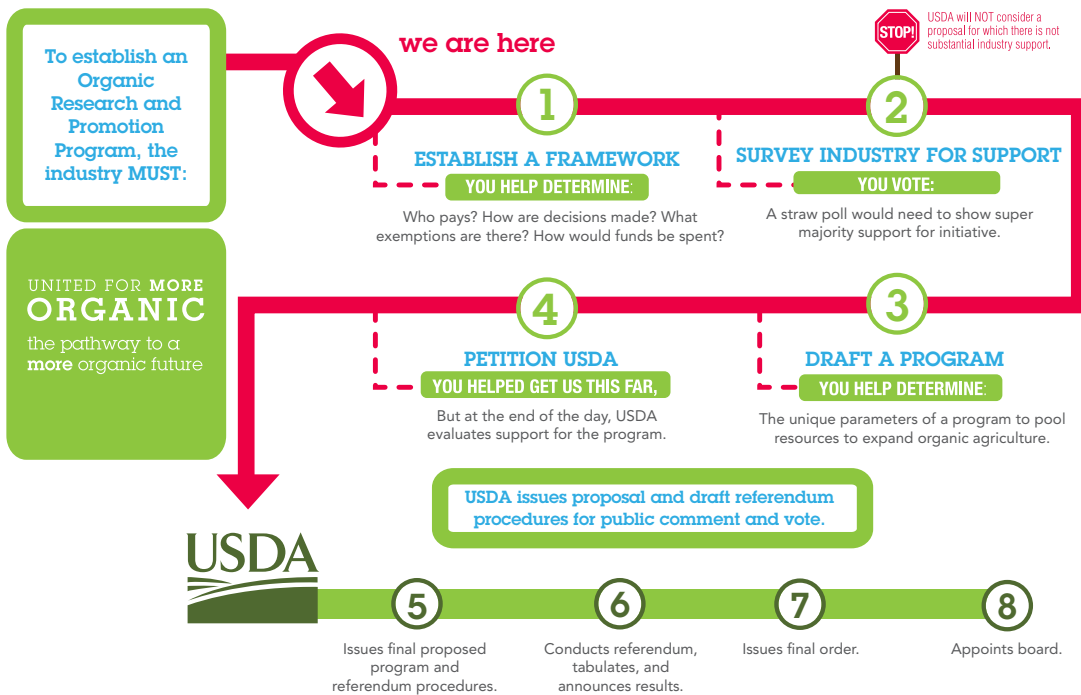 To establish an
Organic
Research and
Promotion
Program, the
industry MUST:
we are here
STOP!
USDA will NOT consider a
proposal for which there is not
substantial industry support.
1
ESTABLISH A FRAMEWORK
YOU HELP DETERMINE:
Who pays? How are decisions made? What
exemptions are there? How would funds be spent?
2
SURVEY INDUSTRY FOR SUPPORT
YOU VOTE:
A straw poll would need to show super
majority support for initiative.
UNITED FOR MORE
ORGANIC
the pathway to a
more organic future
3
DRAFT A PROGRAM
YOU HELP DETERMINE:
The unique parameters of a program to pool
resources to expand organic agriculture.
4
PETITION USDA
YOU HELPED GET US THIS FAR,
But at the end of the day, USDA
evaluates support for the program.
USDA issues proposal and draft referendum
procedures for public comment and vote.
USDA
5
Issues final proposed
program and
referendum procedures.
6
Conducts referendum,
tabulates, and
announces results.
7
Issues final order.
8
Appoints board.